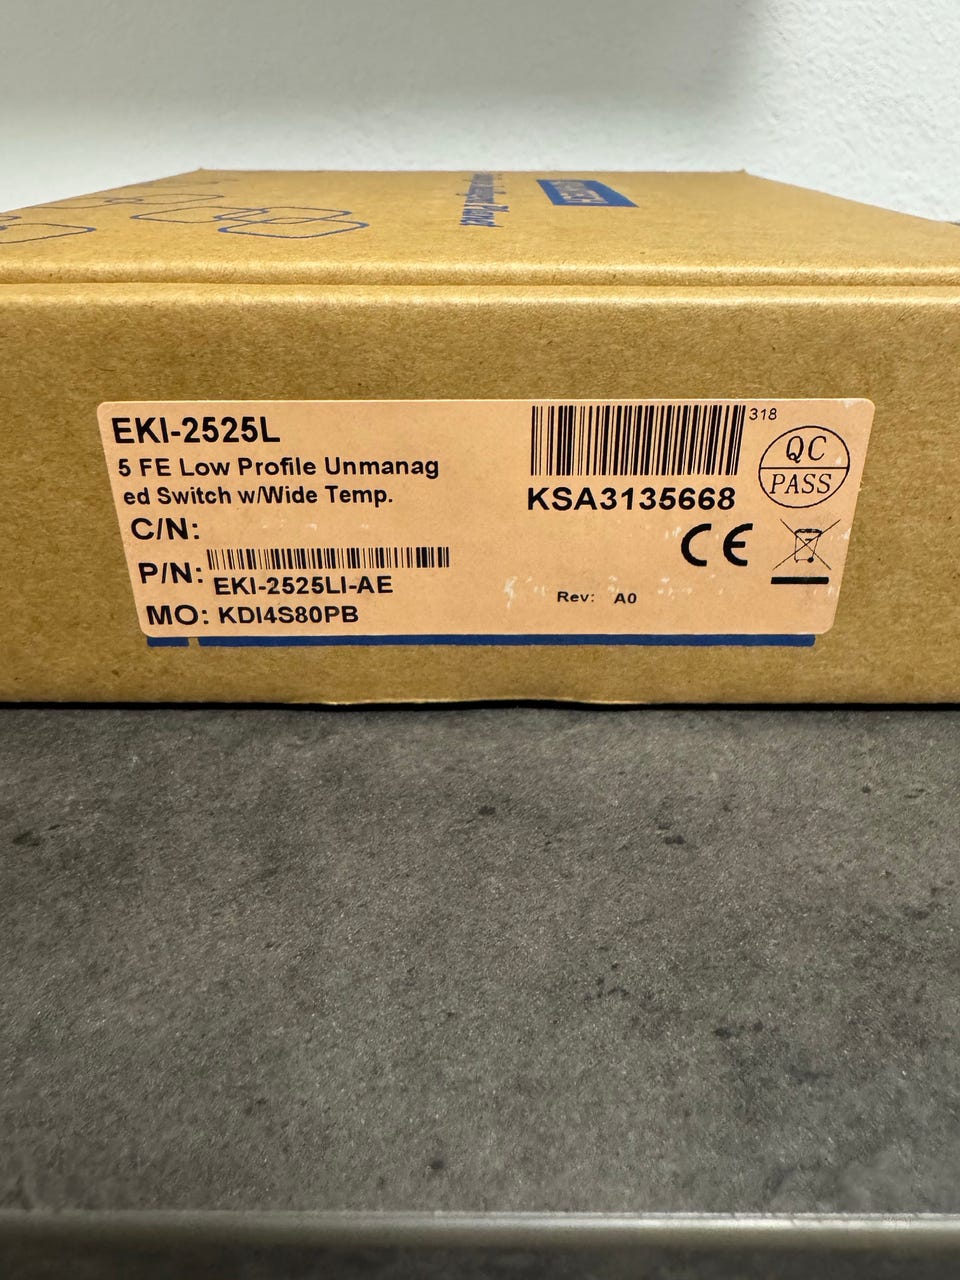 EKI-2525L
5 FE Low Profile Unmanag
ed Switch w/Wide Temp.
C/N:
P/N:
EKI-2525LI-AE
MO: KDI4S80PB
318
KSA3135668
QC
PASS
CE
Rev: A0